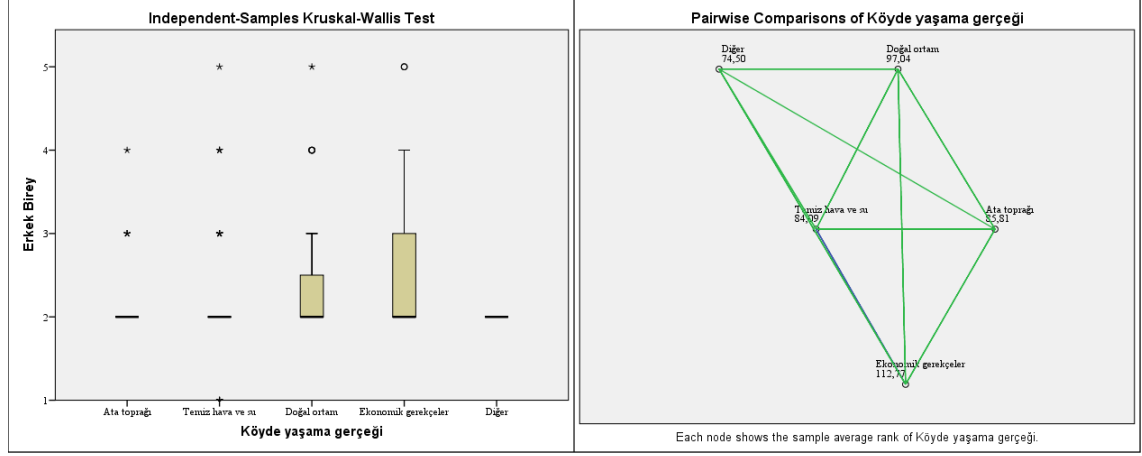 Independent-Samples Kruskal-Wallis Test
5
4
3
2
1
Erkek Birey
Ata toprağı
Temiz hava ve su
Doğal ortam
Ekonomik gerekçeler
Diğer
Köyde yaşama gerçeği
Pairwise Comparisons of Köyde yaşama gerçeği
Diğer
74,50
Doğal ortam
97,04
Temiz hava ve su
84,09
Ata toprağı
85,81
Ekonomik gerekçeler
112,77
Each node shows the sample average rank of Köyde yaşama gerçeği.